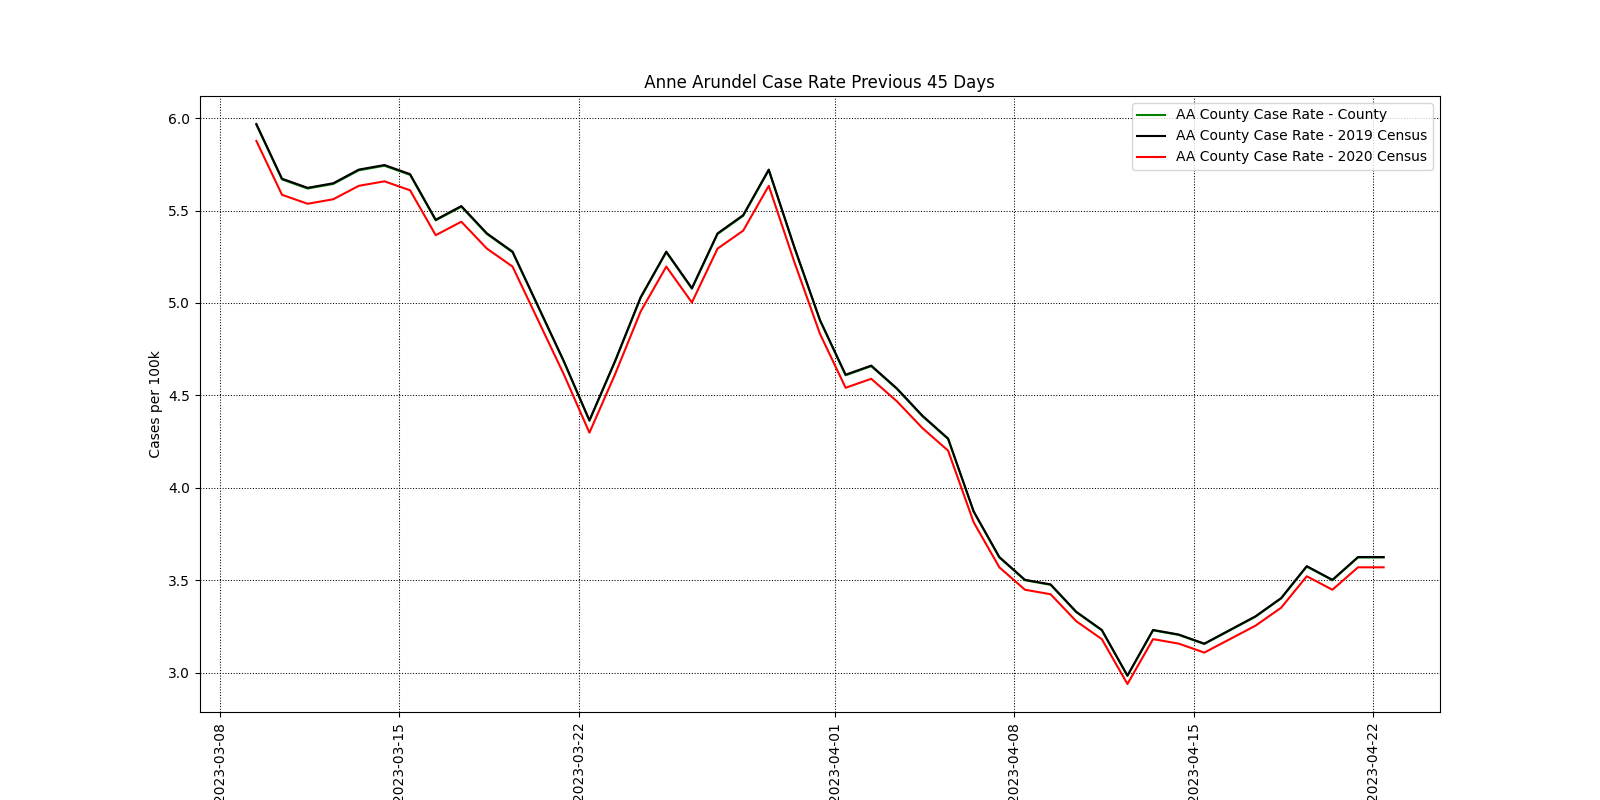 Anne Arundel Case Rate Previous 45 Days
AA County Case Rate - County
AA County Case Rate - 2019 Census
AA County Case Rate - 2020 Census
Cases per 100k
6.0
5.5
5.0
4.5
4.0
3.5
3.0
2023-03-08
2023-03-15
2023-03-22
2023-04-01
2023-04-08
2023-04-15
2023-04-22